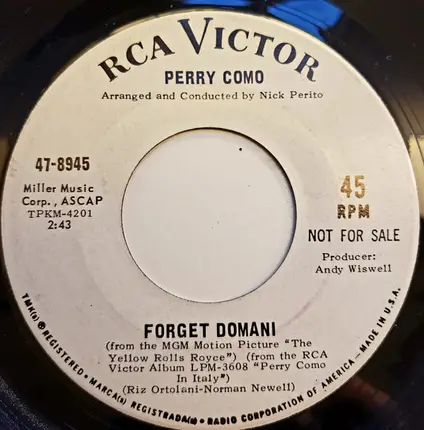 RCA VICTOR
PERRY COMO
Arranged and Conducted by Nick Perito
47-8945
Miller Music
Corp., ASCAP
TPKM-4201
2:43
45
RPM
NOT FOR SALE
Producer:
Andy Wiswell
FORGET DOMANI
(from the MGM Motion Picture "The
Yellow Rolls Royce") (from the RCA
Victor Album LPM-3608 "Perry Como
In Italy")
(Riz Ortolani-Norman Newell)
TMK(s) ® REGISTERED • MARCA(s) REGISTRADA(s) • RADIO CORPORATION OF AMERICA-MADE IN U.S.A.